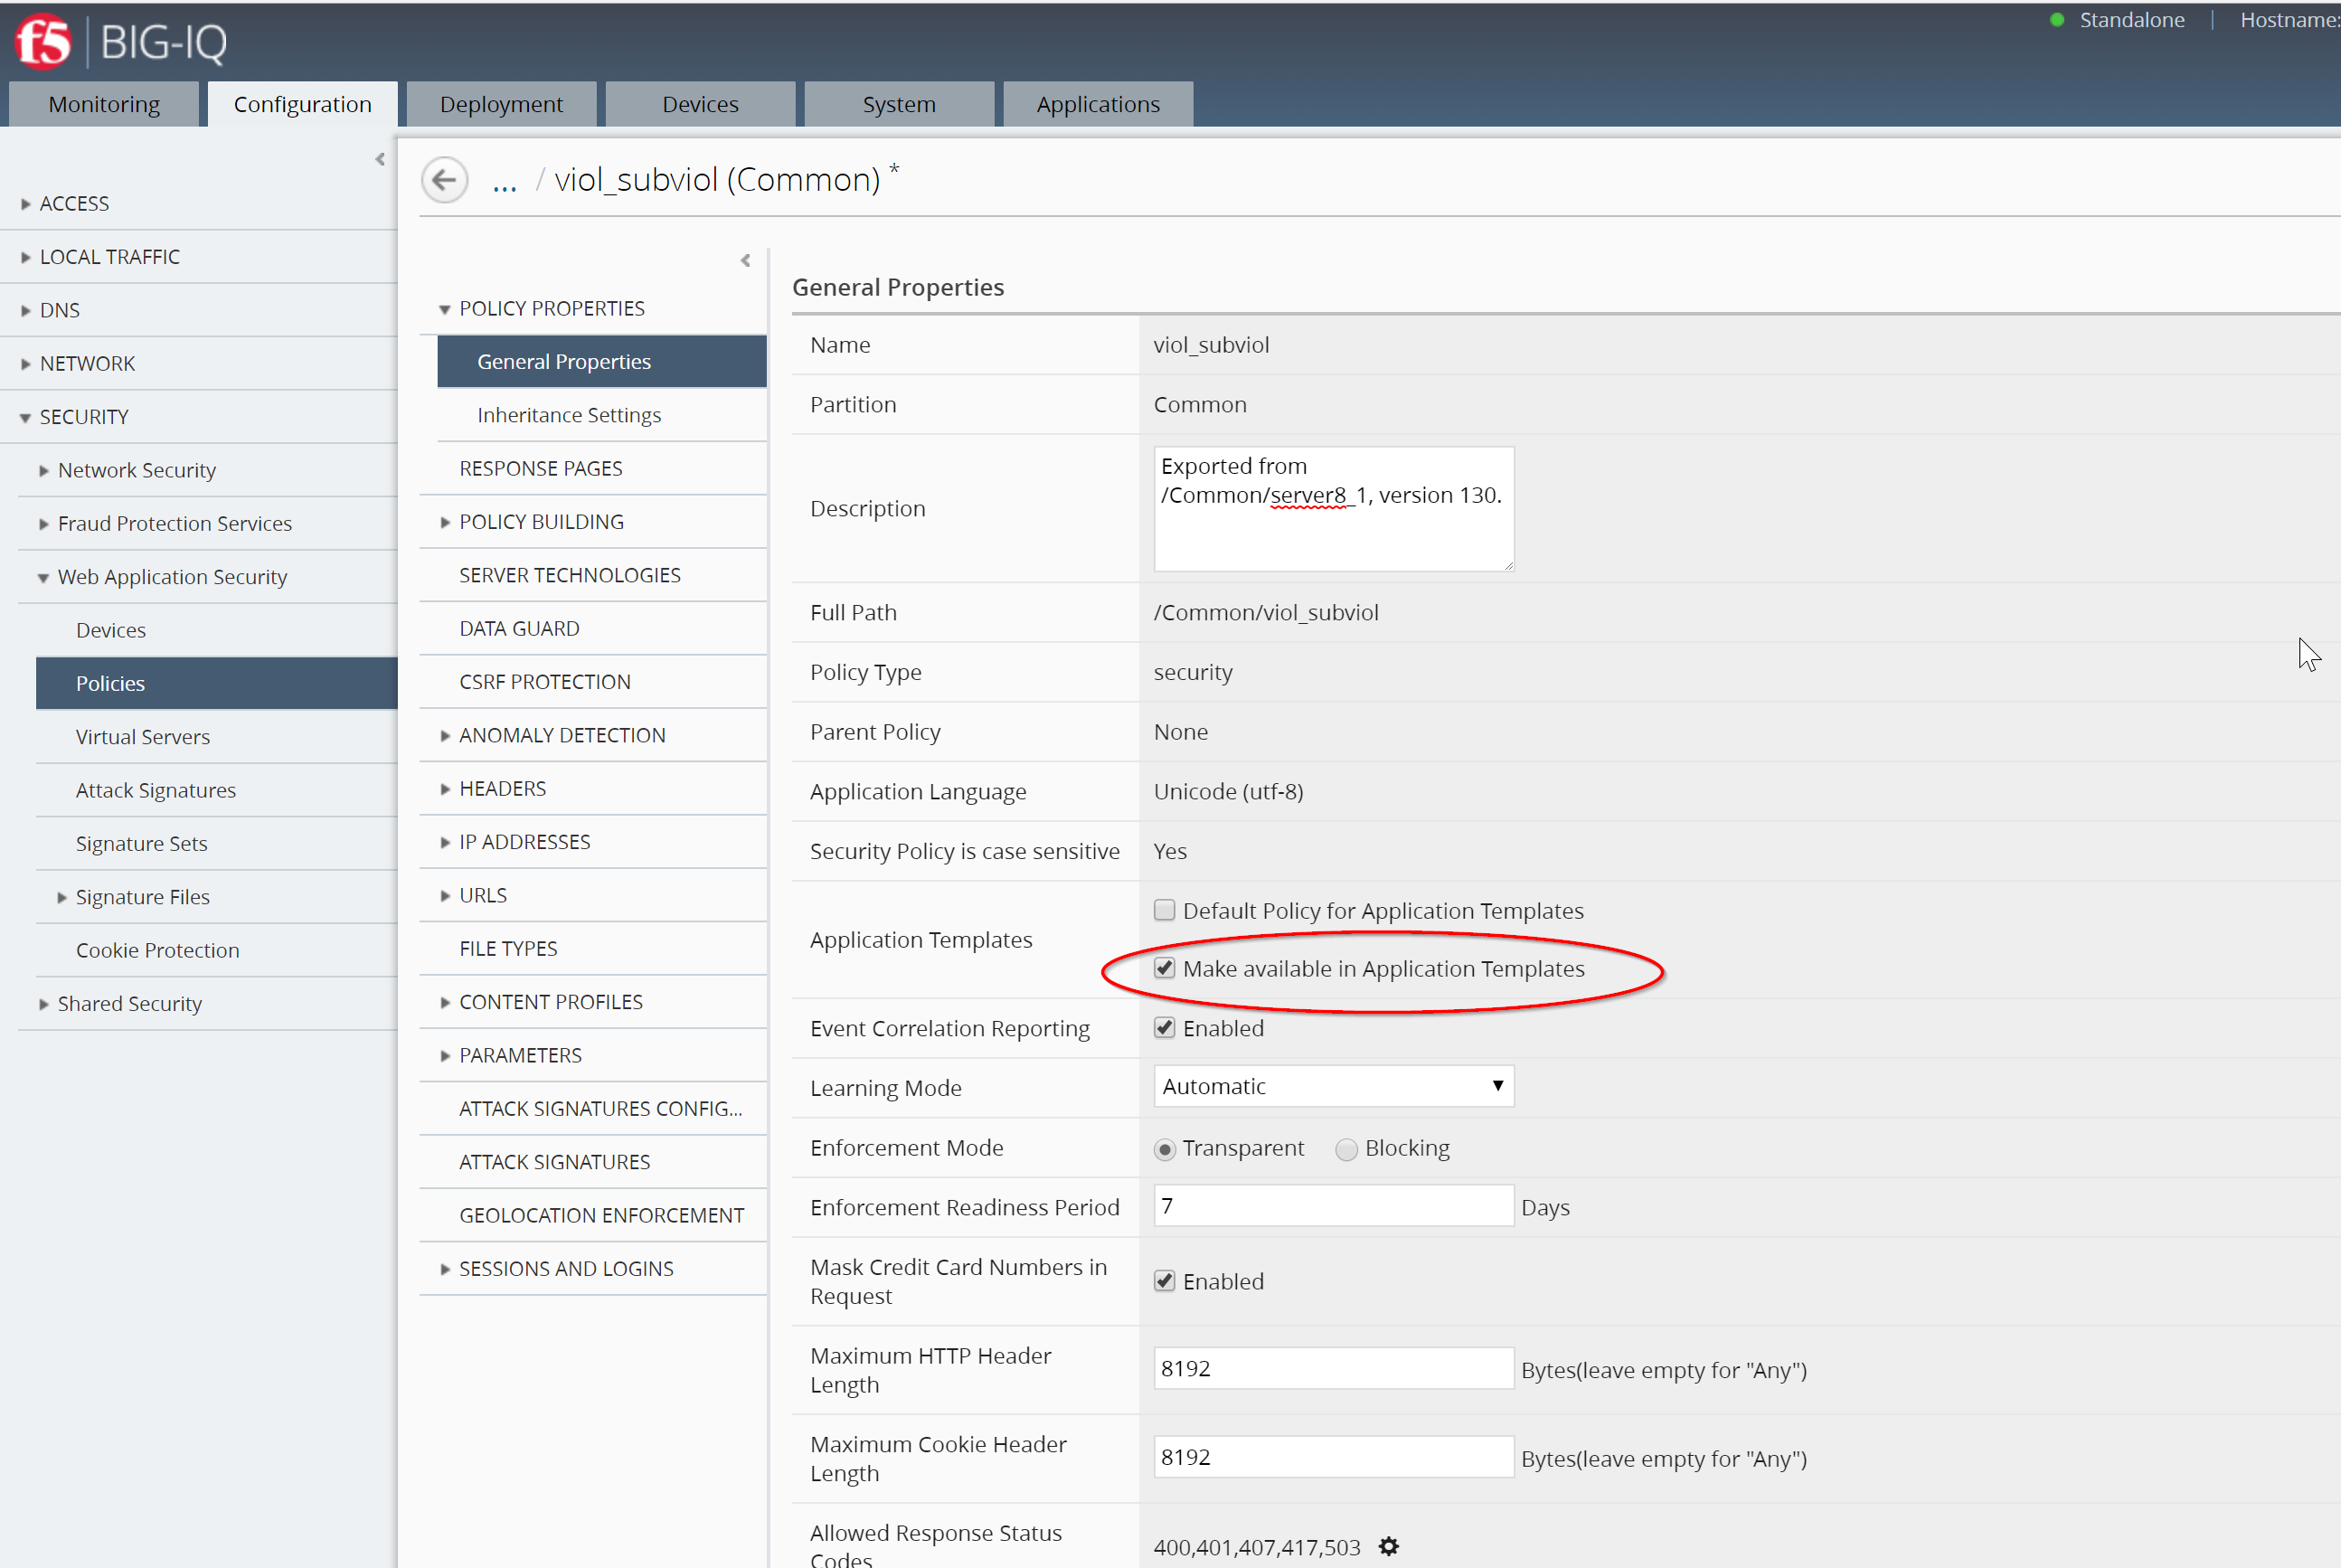 f5 BIG-IQ
Standalone | Hostname:
Monitoring Configuration Deployment Devices System Applications
ACCESS
LOCAL TRAFFIC
DNS
NETWORK
SECURITY
Network Security
Fraud Protection Services
Web Application Security
Devices
Policies
Virtual Servers
Attack Signatures
Signature Sets
Signature Files
Cookie Protection
Shared Security
... / viol_subviol (Common) *
POLICY PROPERTIES
General Properties
Inheritance Settings
RESPONSE PAGES
POLICY BUILDING
SERVER TECHNOLOGIES
DATA GUARD
CSRF PROTECTION
ANOMALY DETECTION
HEADERS
IP ADDRESSES
URLS
FILE TYPES
CONTENT PROFILES
PARAMETERS
ATTACK SIGNATURES CONFIG...
ATTACK SIGNATURES
GEOLOCATION ENFORCEMENT
SESSIONS AND LOGINS
General Properties
Name viol_subviol
Partition Common
Description
Exported from
/Common/server8_1, version 130.
Full Path /Common/viol_subviol
Policy Type security
Parent Policy None
Application Language Unicode (utf-8)
Security Policy is case sensitive Yes
Application Templates
Default Policy for Application Templates
Make available in Application Templates
Event Correlation Reporting Enabled
Learning Mode Automatic
Enforcement Mode Transparent Blocking
Enforcement Readiness Period 7 Days
Mask Credit Card Numbers in
Request
Enabled
Maximum HTTP Header
Length
8192 Bytes(leave empty for "Any")
Maximum Cookie Header
Length
8192 Bytes(leave empty for "Any")
Allowed Response Status
Codes
400,401,407,417,503